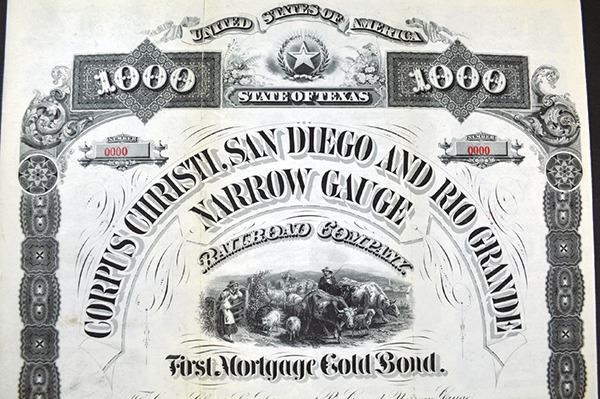 UNITED STATES OF AMERICA
1000 1000
STATE OF TEXAS
NUMBER NUMBER
0000 0000
CORPUS CHRISTI, SAN DIEGO AND RIO GRANDE
NARROW GAUGE
RAILROAD COMPANY.
First Mortgage Gold Bond.